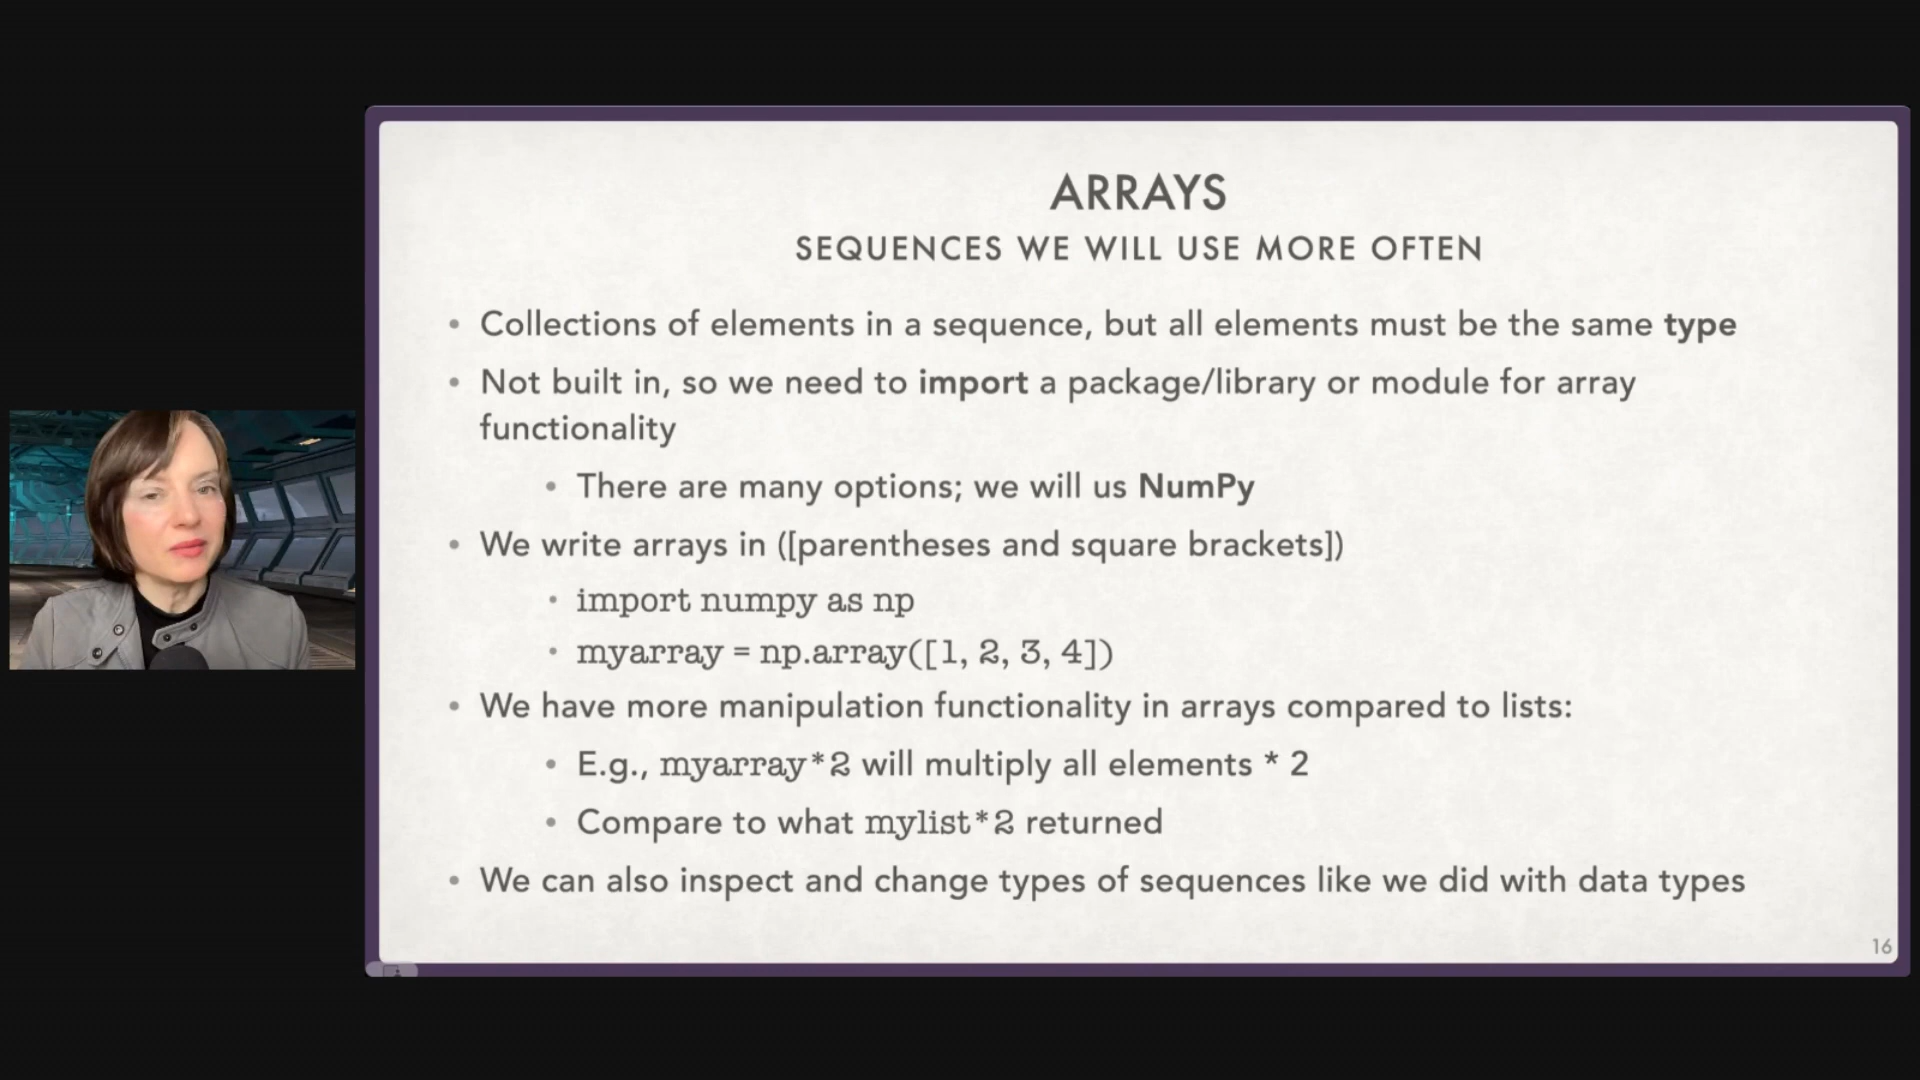 ARRAYS
SEQUENCES WE WILL USE MORE OFTEN
• Collections of elements in a sequence, but all elements must be the same type
• Not built in, so we need to import a package/library or module for array
functionality
• There are many options; we will us NumPy
• We write arrays in ([parentheses and square brackets])
• import numpy as np
• myarray = np.array([1, 2, 3, 4])
• We have more manipulation functionality in arrays compared to lists:
• E.g., myarray*2 will multiply all elements * 2
• Compare to what mylist*2 returned
• We can also inspect and change types of sequences like we did with data types
16